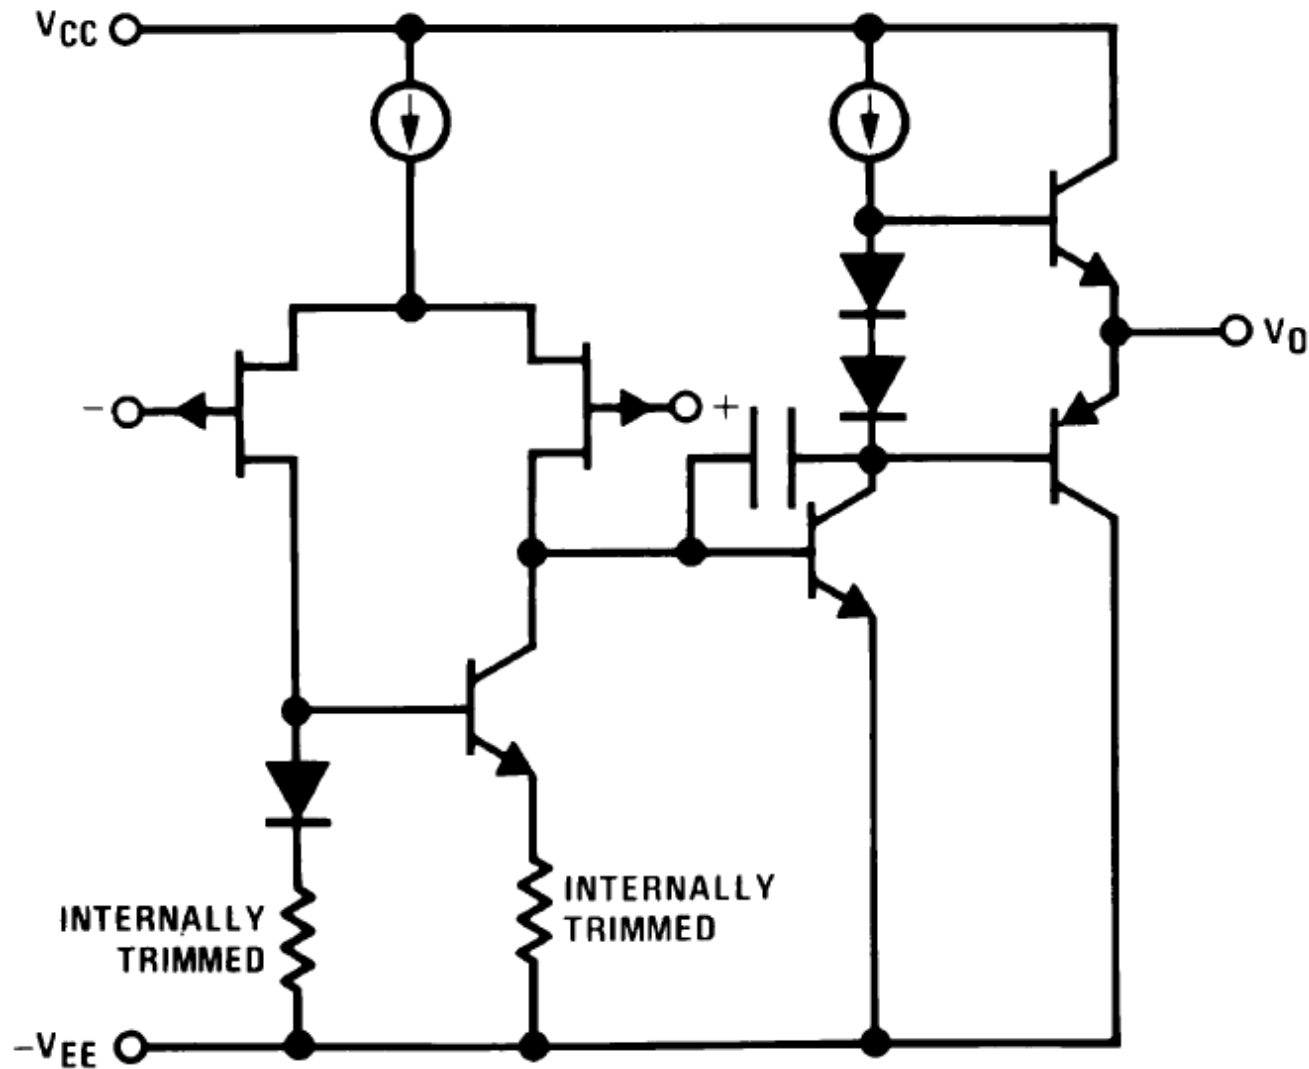 VCC
-
+
VO
INTERNALLY
TRIMMED
INTERNALLY
TRIMMED
-VEE